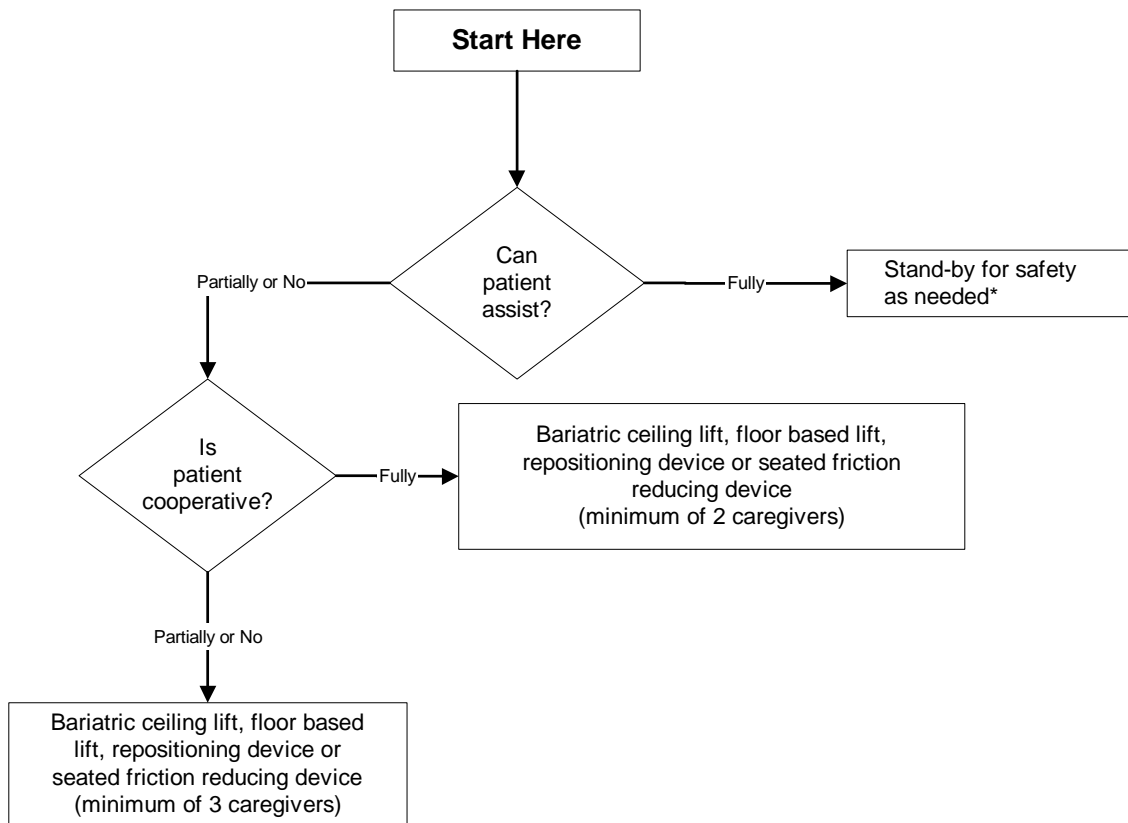 Start Here
Can
patient
assist?
Partially or No
Fully
Stand-by for safety
as needed*
Is
patient
cooperative?
Fully
Bariatric ceiling lift, floor based lift,
repositioning device or seated friction
reducing device
(minimum of 2 caregivers)
Partially or No
Bariatric ceiling lift, floor based
lift, repositioning device or
seated friction reducing device
(minimum of 3 caregivers)